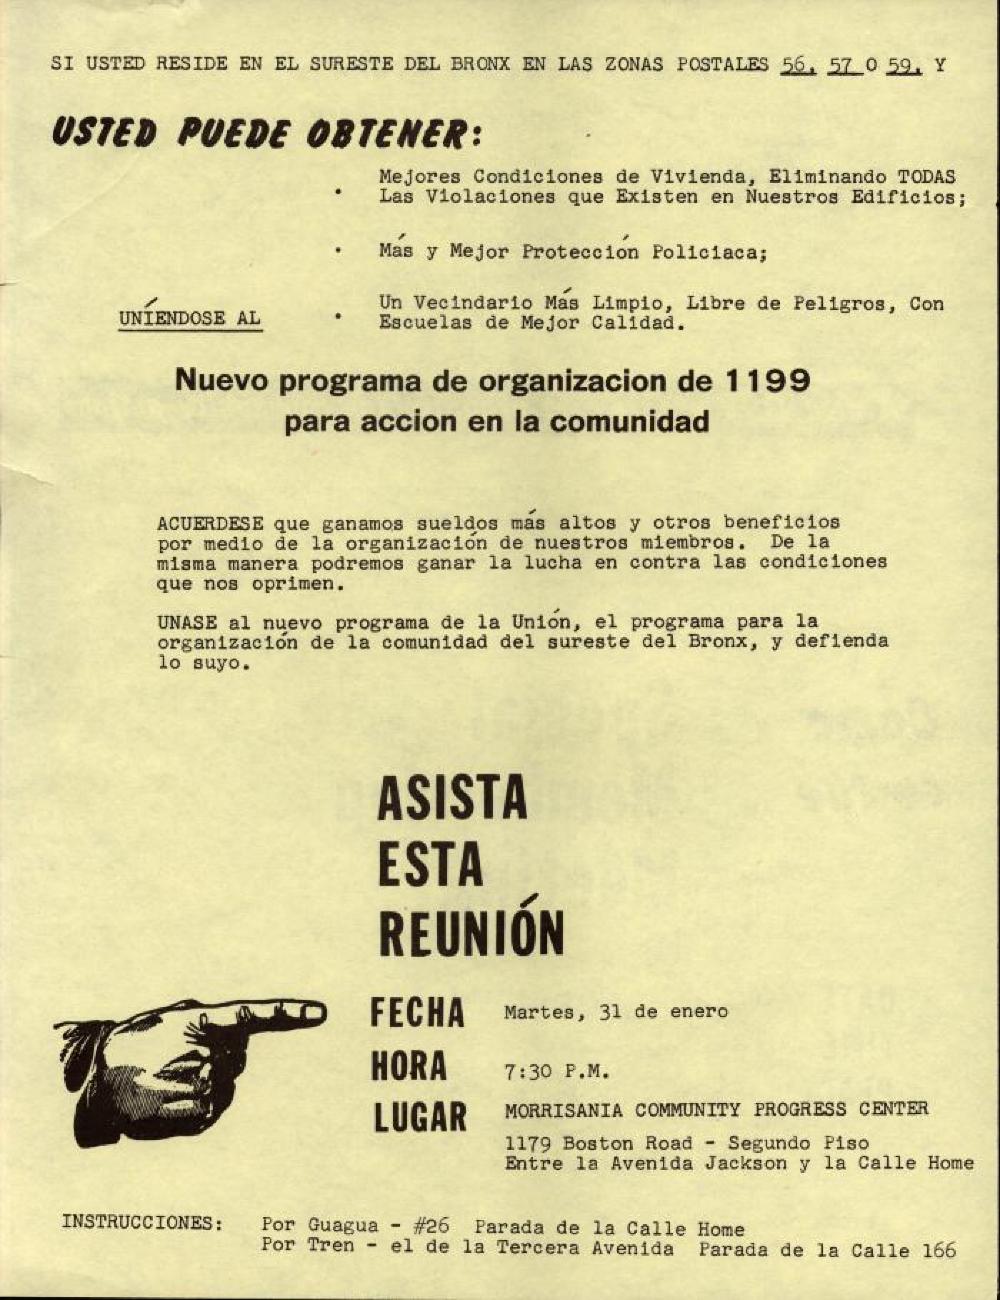 SI USTED RESIDE EN EL SURESTE DEL BRONX EN LAS ZONAS POSTALES 56, 57 O 59, Y
USTED PUEDE OBTENER:
• Mejores Condiciones de Vivienda, Eliminando TODAS
Las Violaciones que Existen en Nuestros Edificios;
• Más y Mejor Protección Policiaca;
UNÍENDOSE AL
• Un Vecindario Más Limpio, Libre de Peligros, Con
Escuelas de Mejor Calidad.
Nuevo programa de organizacion de 1199
para accion en la comunidad
ACUERDESE que ganamos sueldos más altos y otros beneficios
por medio de la organización de nuestros miembros. De la
misma manera podremos ganar la lucha en contra las condiciones
que nos oprimen.
UNASE al nuevo programa de la Unión, el programa para la
organización de la comunidad del sureste del Bronx, y defienda
lo suyo.
ASISTA
ESTA
REUNIÓN
FECHA Martes, 31 de enero
HORA 7:30 P.M.
LUGAR MORRISANIA COMMUNITY PROGRESS CENTER
1179 Boston Road - Segundo Piso
Entre la Avenida Jackson y la Calle Home
INSTRUCCIONES: Por Guagua - #26 Parada de la Calle Home
Por Tren - el de la Tercera Avenida Parada de la Calle 166